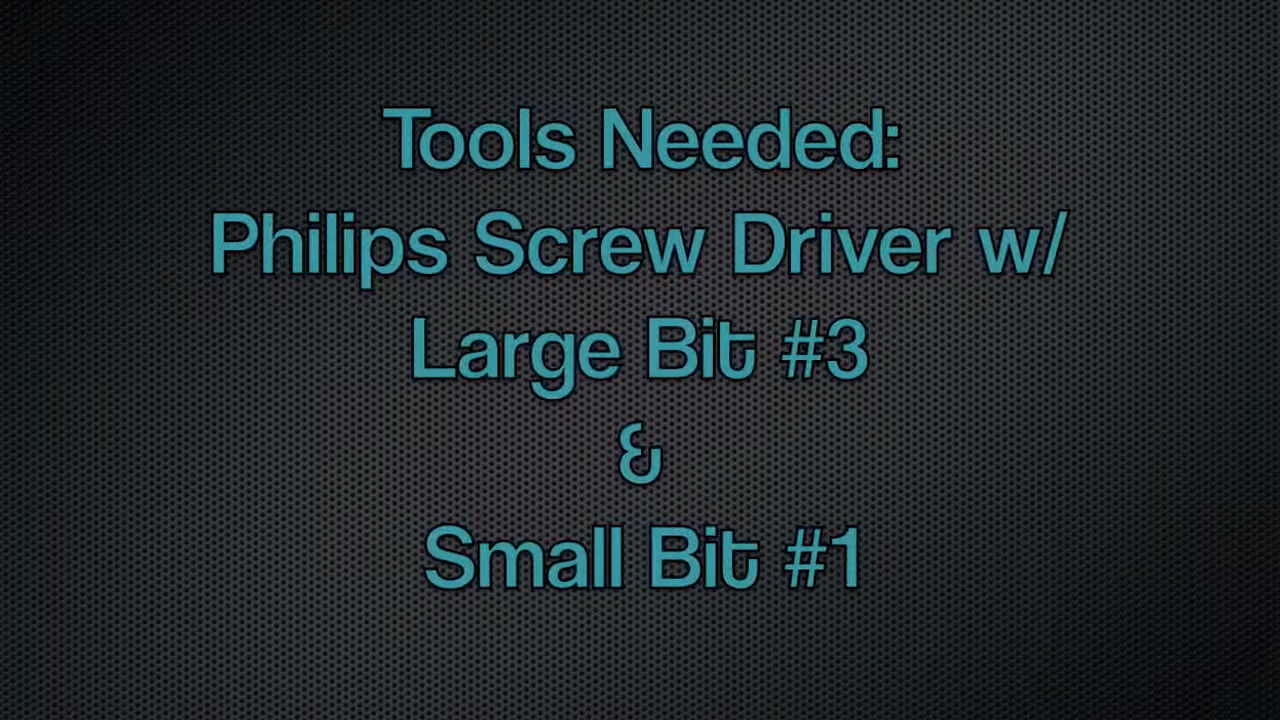 Tools Needed:
Philips Screw Driver w/
Large Bit #3
&
Small Bit #1